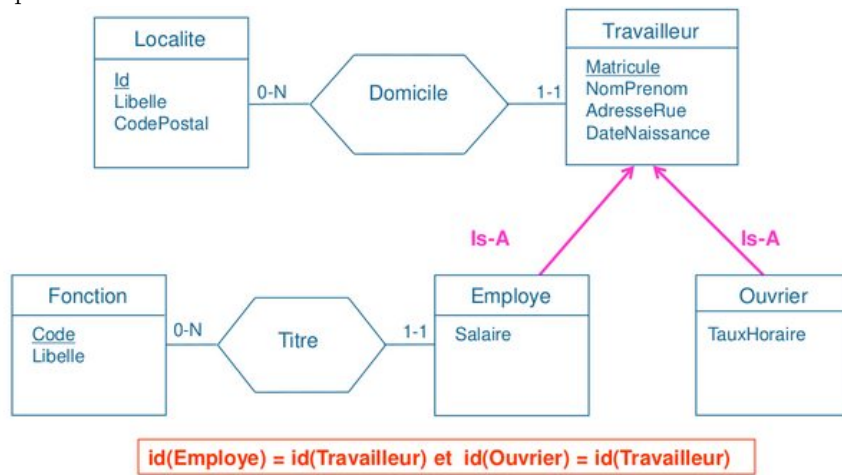 Localite
Id
Libelle
CodePostal
0-N
Domicile
1-1
Travailleur
Matricule
NomPrenom
AdresseRue
DateNaissance
Is-A
Is-A
Fonction
Code
Libelle
0-N
Titre
1-1
Employe
Salaire
Ouvrier
TauxHoraire
id(Employe) = id(Travailleur) et id(Ouvrier) = id(Travailleur)